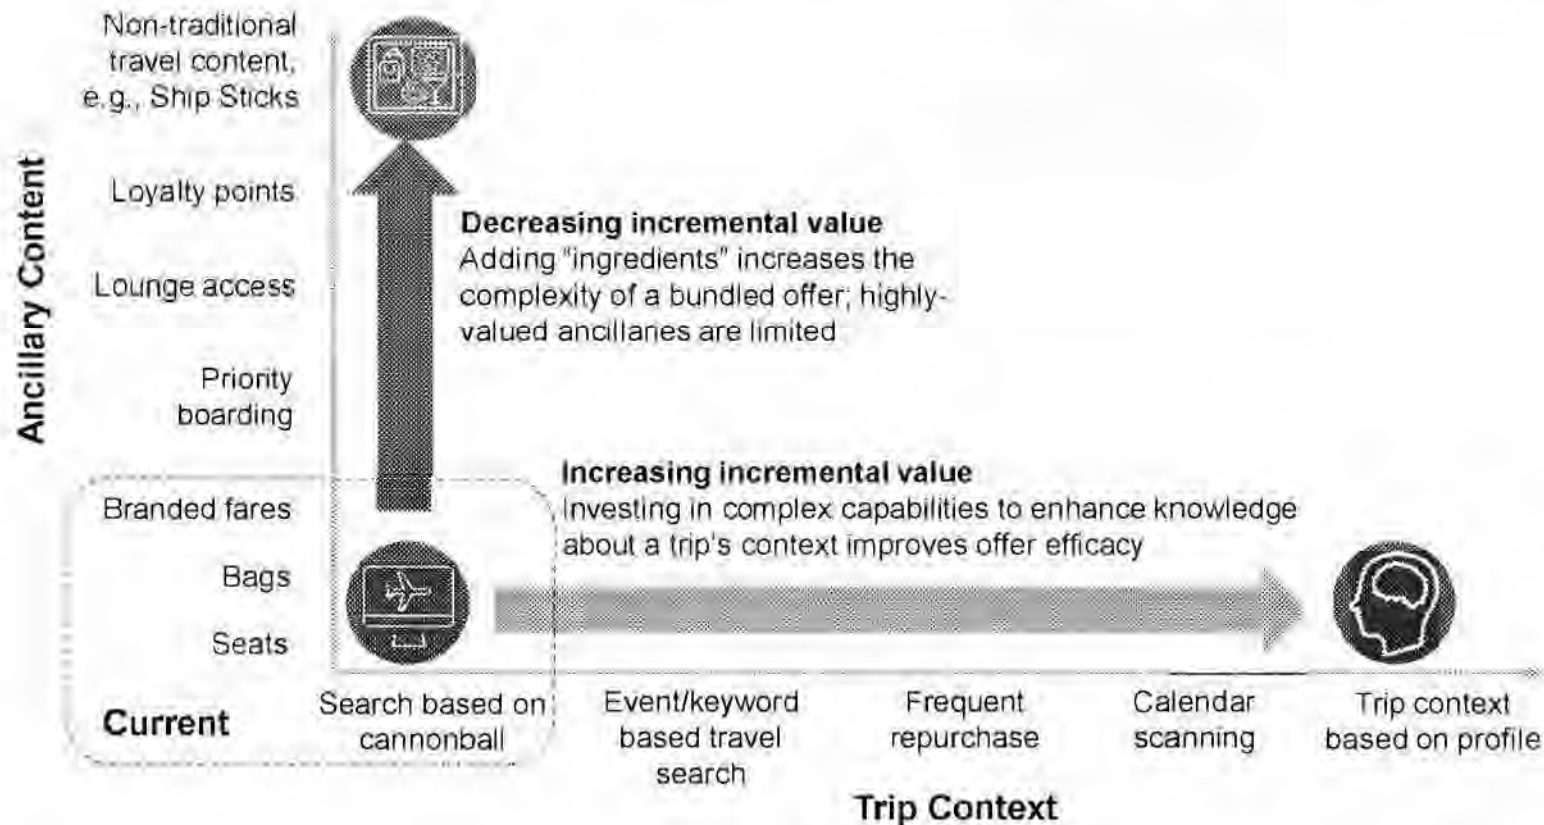 Non-traditional
travel content,
e.g., Ship Sticks
Loyalty points
Lounge access
Priority
boarding
Branded fares
Bags
Seats
Ancillary Content
Decreasing incremental value
Adding "ingredients" increases the
complexity of a bundled offer; highly-
valued ancillaries are limited
Increasing incremental value
Investing in complex capabilities to enhance knowledge
about a trip's context improves offer efficacy
Current
Search based on
cannonball
Event/keyword
based travel
search
Frequent
repurchase
Calendar
scanning
Trip context
based on profile
Trip Context